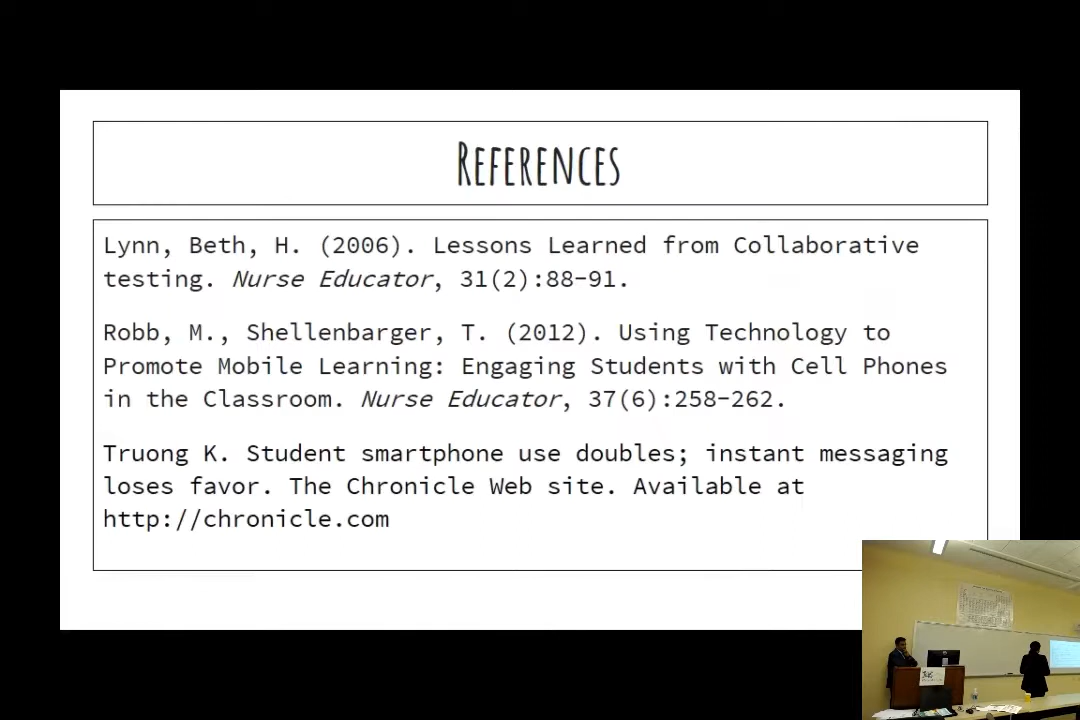 References
Lynn, Beth, H. (2006). Lessons Learned from Collaborative
testing. Nurse Educator, 31(2):88-91.
Robb, M., Shellenbarger, T. (2012). Using Technology to
Promote Mobile Learning: Engaging Students with Cell Phones
in the Classroom. Nurse Educator, 37(6):258-262.
Truong K. Student smartphone use doubles; instant messaging
loses favor. The Chronicle Web site. Available at
http://chronicle.com